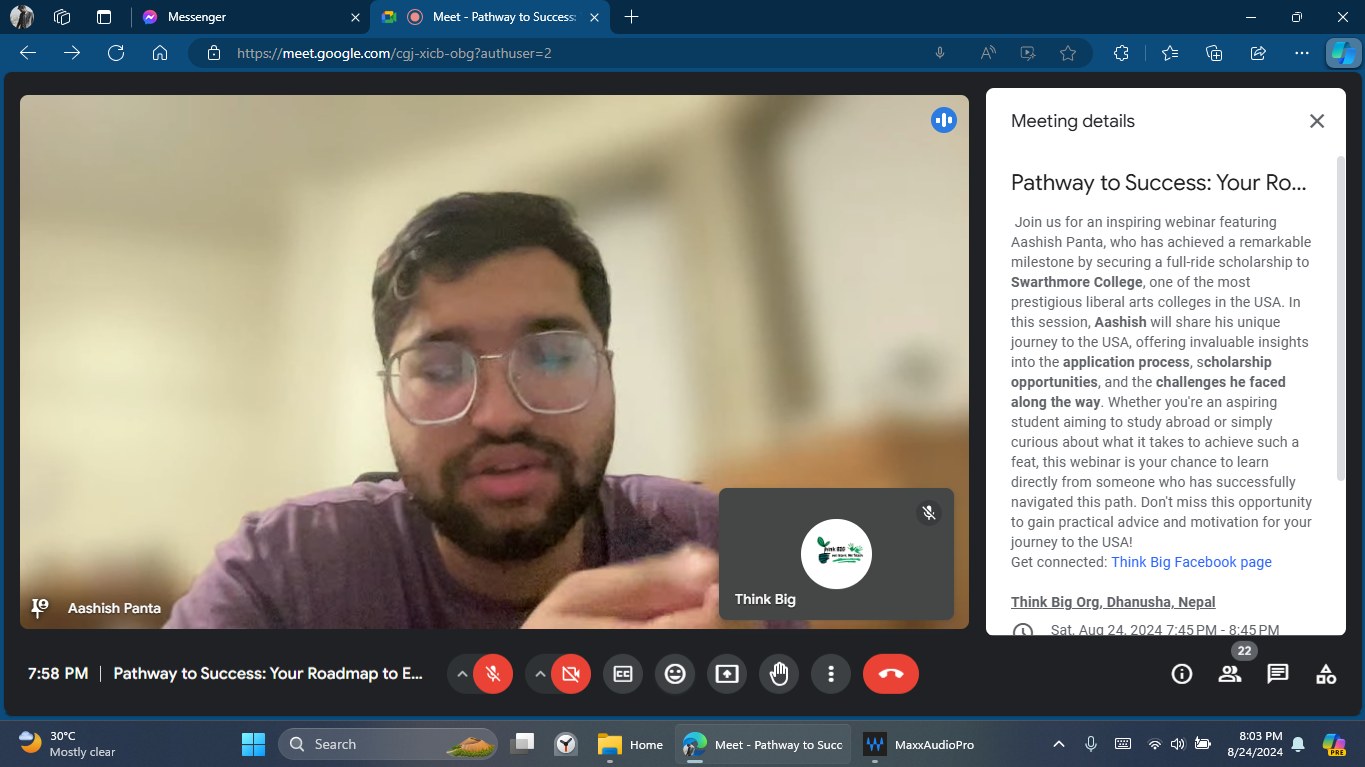 Messenger
Meet - Pathway to Success:
https://meet.google.com/cgj-xicb-obg?authuser=2
Aashish Panta
Think BIG
Think Big
Meeting details
Pathway to Success: Your Ro...
Join us for an inspiring webinar featuring
Aashish Panta, who has achieved a remarkable
milestone by securing a full-ride scholarship to
Swarthmore College, one of the most
prestigious liberal arts colleges in the USA. In
this session, Aashish will share his unique
journey to the USA, offering invaluable insights
into the application process, scholarship
opportunities, and the challenges he faced
along the way. Whether you're an aspiring
student aiming to study abroad or simply
curious about what it takes to achieve such a
feat, this webinar is your chance to learn
directly from someone who has successfully
navigated this path. Don't miss this opportunity
to gain practical advice and motivation for your
journey to the USA!
Get connected: Think Big Facebook page
Think Big Org, Dhanusha, Nepal
Sat, Aug 24, 2024 7:45 PM - 8:45 PM
7:58 PM | Pathway to Success: Your Roadmap to E...
CC
22
30°C
Mostly clear
Search
Home
Meet - Pathway to Succ
MaxxAudioPro
8:03 PM
8/24/2024
PRE